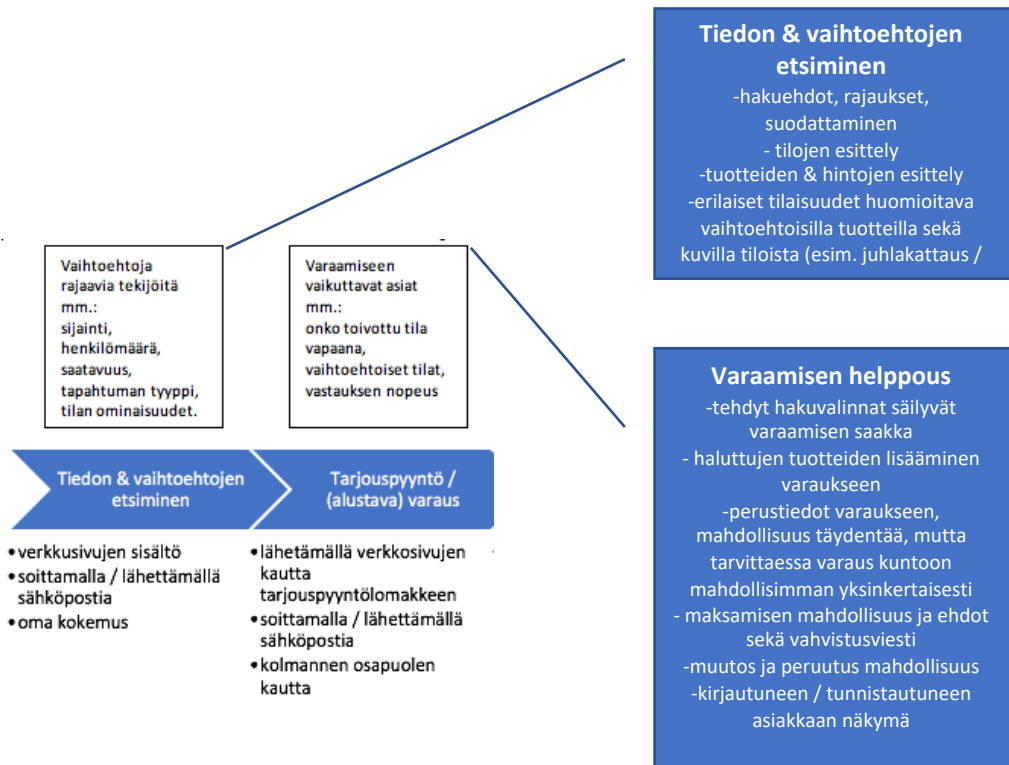 Tiedon & vaihtoehtojen
etsiminen
-hakuehdot, rajaukset,
suodattaminen
- tilojen esittely
-tuotteiden & hintojen esittely
-erilaiset tilaisuudet huomioitava
vaihtoehtoisilla tuotteilla sekä
kuvilla tiloista (esim. juhlakattaus /
Vaihtoehtoja
rajaavia tekijöitä
mm.:
sijainti,
henkilömäärä,
saatavuus,
tapahtuman tyyppi,
tilan ominaisuudet.
Varaamiseen
vaikuttavat asiat
mm.:
onko toivottu tila
vapaana,
vaihtoehtoiset tilat,
vastauksen nopeus
Varaamisen helppous
-tehdyt hakuvalinnat säilyvät
varaamisen saakka
- haluttujen tuotteiden lisääminen
varaukseen
-perustiedot varaukseen,
mahdollisuus täydentää, mutta
tarvittaessa varaus kuntoon
mahdollisimman yksinkertaisesti
- maksamisen mahdollisuus ja ehdot
sekä vahvistusviesti
-muutos ja peruutus mahdollisuus
-kirjautuneen / tunnistautuneen
asiakkaan näkymä
Tiedon & vaihtoehtojen
etsiminen
Tarjouspyyntö /
(alustava) varaus
•verkkusivujen sisältö
•soittamalla / lähettämällä
sähköpostia
•oma kokemus
•lähetämällä verkkosivujen
kautta
tarjouspyyntölomakkeen
•soittamalla / lähettämällä
sähköpostia
•kolmannen osapuolen
kautta